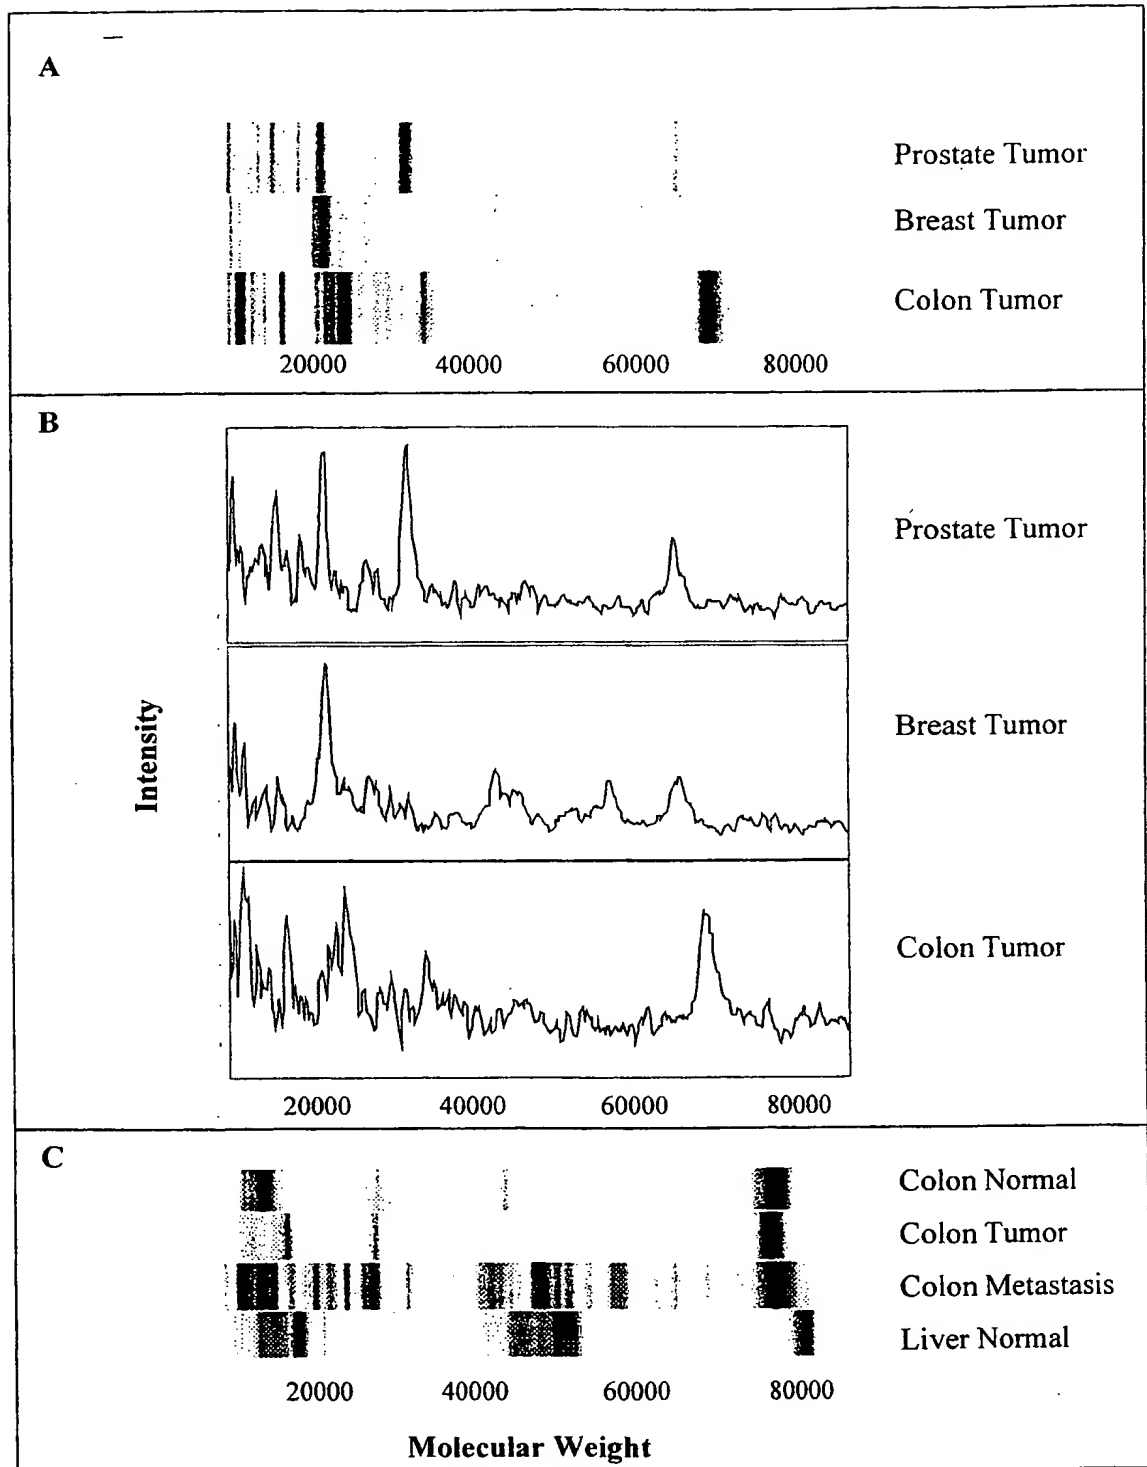 A
Prostate Tumor
Breast Tumor
Colon Tumor
20000 40000 60000 80000
B
Prostate Tumor
Breast Tumor
Colon Tumor
Intensity
20000 40000 60000 80000
C
Colon Normal
Colon Tumor
Colon Metastasis
Liver Normal
20000 40000 60000 80000
Molecular Weight